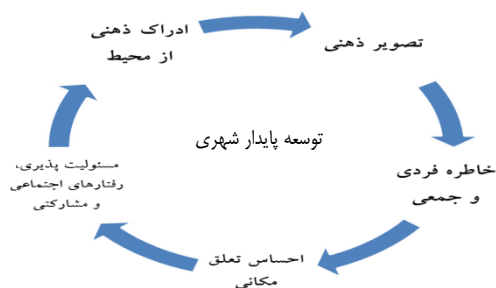 ادراک ذهنی
از محیط
تصویر ذهنی
خاطره فردی
و جمعی
احساس تعلق
مکانی
مسئولیت پذیری،
رفتارهای اجتماعی
و مشارکتی
توسعه پایدار شهری